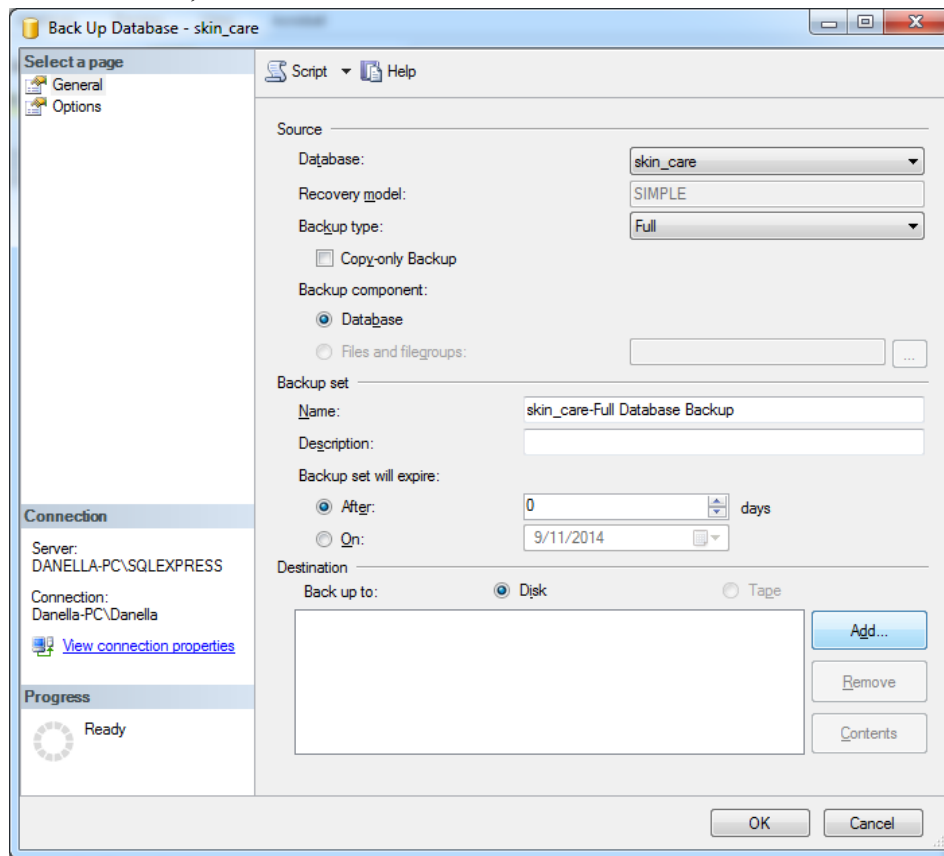 Back Up Database - skin_care
Select a page
General
Options
Script Help
Source
Database: skin_care
Recovery model: SIMPLE
Backup type: Full
Copy-only Backup
Backup component:
Database
Files and filegroups: ...
Backup set
Name: skin_care-Full Database Backup
Description:
Backup set will expire:
After: 0 days
On: 9/11/2014
Destination
Back up to: Disk Tape
Add...
Remove
Contents
Connection
Server:
DANELLA-PC\SQLEXPRESS
Connection:
Danella-PC\Danella
View connection properties
Progress
Ready
OK Cancel